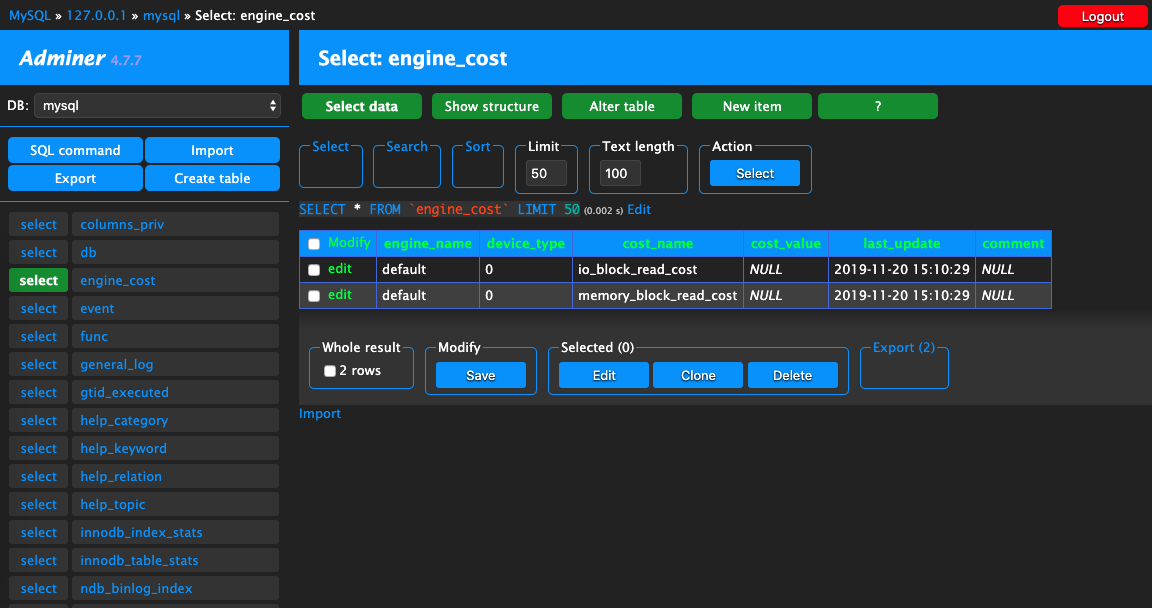 MySQL » 127.0.0.1 » mysql » Select: engine_cost
Logout
Adminer 4.7.7
Select: engine_cost
DB: mysql
Select data Show structure Alter table New item ?
SQL command Import
Export Create table
Select Search Sort Limit Text length Action
50 100 Select
SELECT * FROM `engine_cost` LIMIT 50 (0.002 s) Edit
Modify engine_name device_type cost_name cost_value last_update comment
edit default 0 io_block_read_cost NULL 2019-11-20 15:10:29 NULL
edit default 0 memory_block_read_cost NULL 2019-11-20 15:10:29 NULL
Whole result Modify Selected (0) Export (2)
2 rows Save Edit Clone Delete
Import
select columns_priv
select db
select engine_cost
select event
select func
select general_log
select gtid_executed
select help_category
select help_keyword
select help_relation
select help_topic
select innodb_index_stats
select innodb_table_stats
select ndb_binlog_index